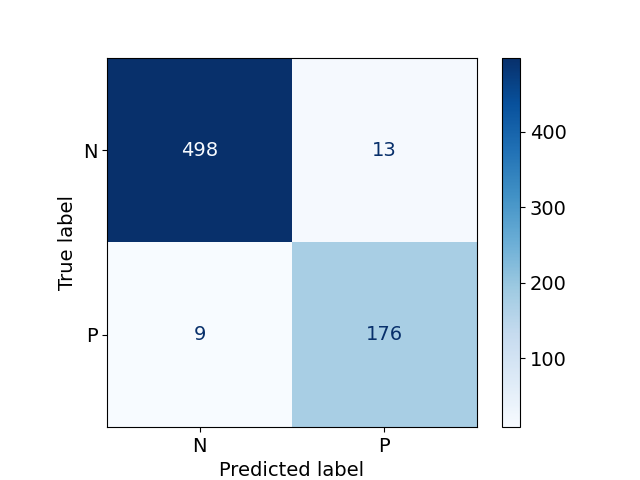 True label
N
498
13
P
9
176
N
P
Predicted label
400
300
200
100